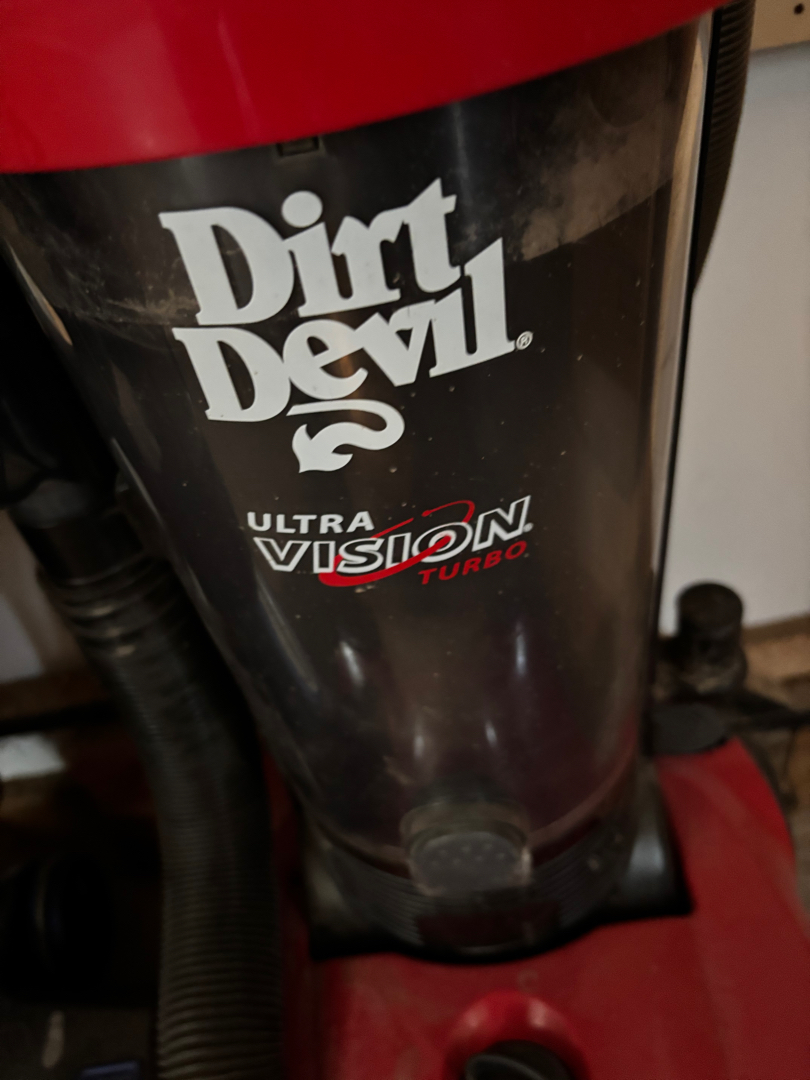 Dirt
Devil®
ULTRA
VISION
TURBO